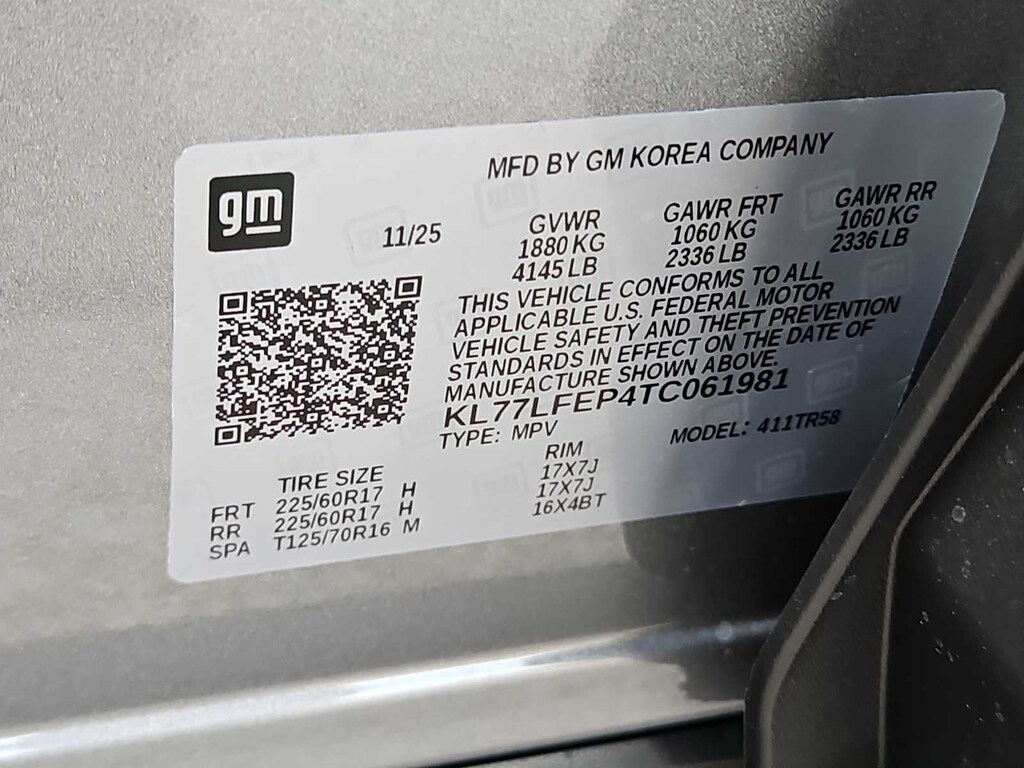 MFD BY GM KOREA COMPANY
gm
11/25
GVWR
1880 KG
4145 LB
GAWR FRT
1060 KG
2336 LB
GAWR RR
1060 KG
2336 LB
THIS VEHICLE CONFORMS TO ALL
APPLICABLE U.S. FEDERAL MOTOR
VEHICLE SAFETY AND THEFT PREVENTION
STANDARDS IN EFFECT ON THE DATE OF
MANUFACTURE SHOWN ABOVE.
KL77LFEP4TC061981
TYPE: MPV
MODEL: 411TR58
TIRE SIZE RIM
FRT 225/60R17 H 17X7J
RR 225/60R17 H 17X7J
SPA T125/70R16 M 16X4BT